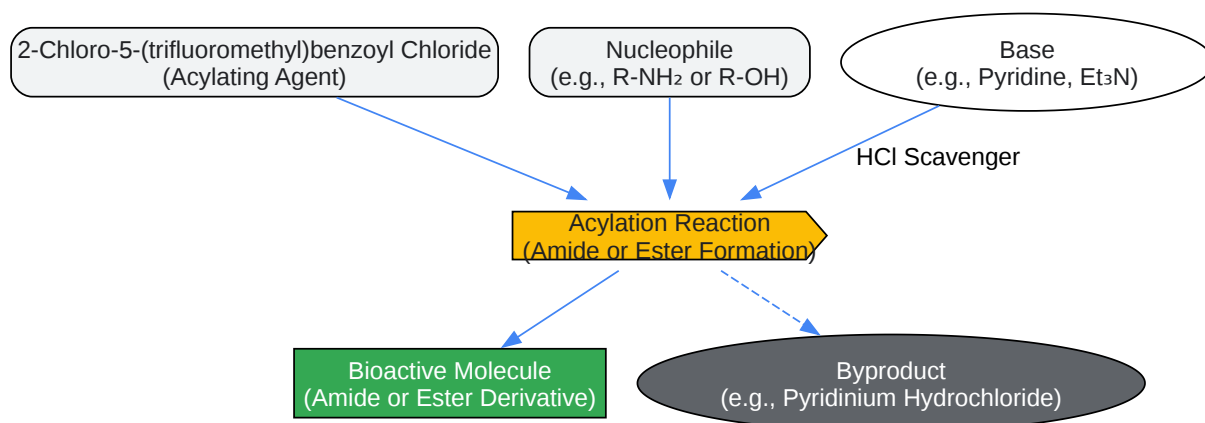 2-Chloro-5-(trifluoromethyl)benzoyl Chloride
(Acylating Agent)
Nucleophile
(e.g., R-NH₂ or R-OH)
Base
(e.g., Pyridine, Et₃N)
HCl Scavenger
Acylation Reaction
(Amide or Ester Formation)
Bioactive Molecule
(Amide or Ester Derivative)
Byproduct
(e.g., Pyridinium Hydrochloride)